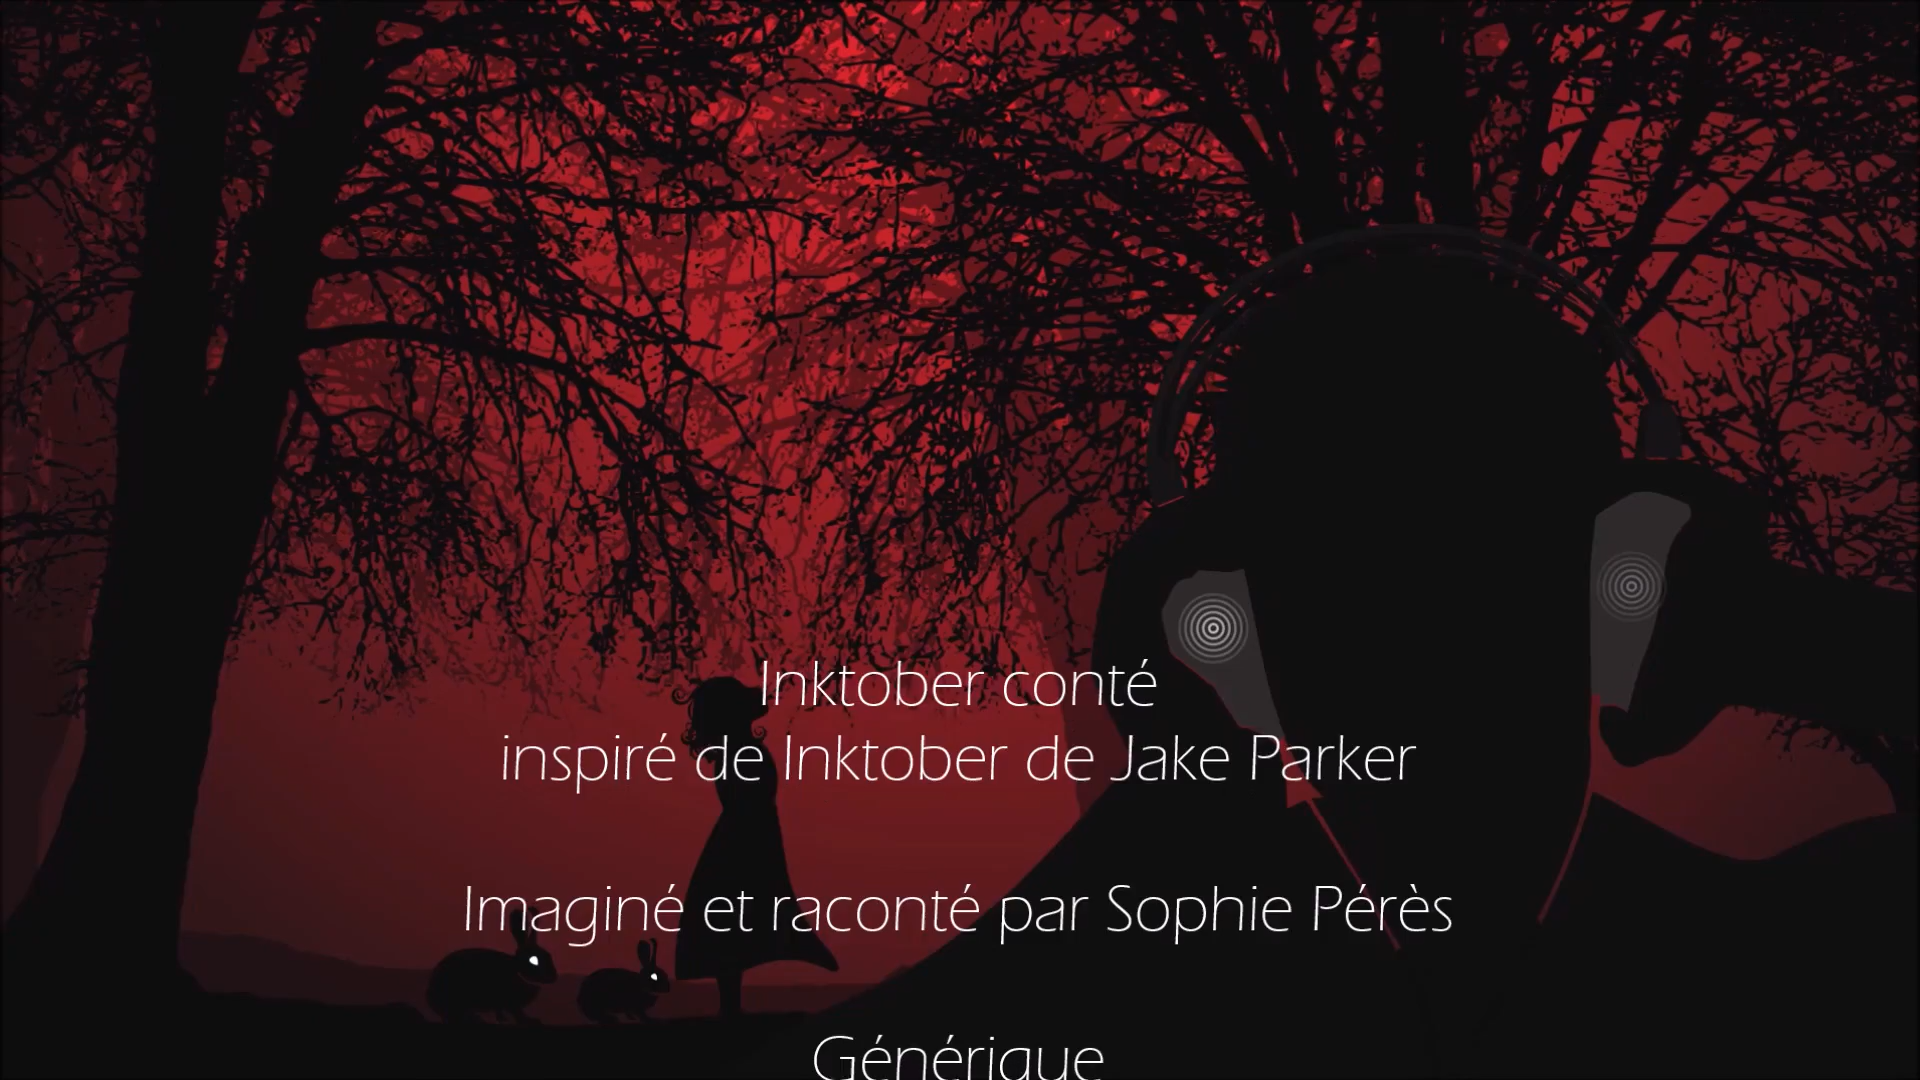 Inktober conté
inspiré de Inktober de Jake Parker
Imaginé et raconté par Sophie Pérès
Générique